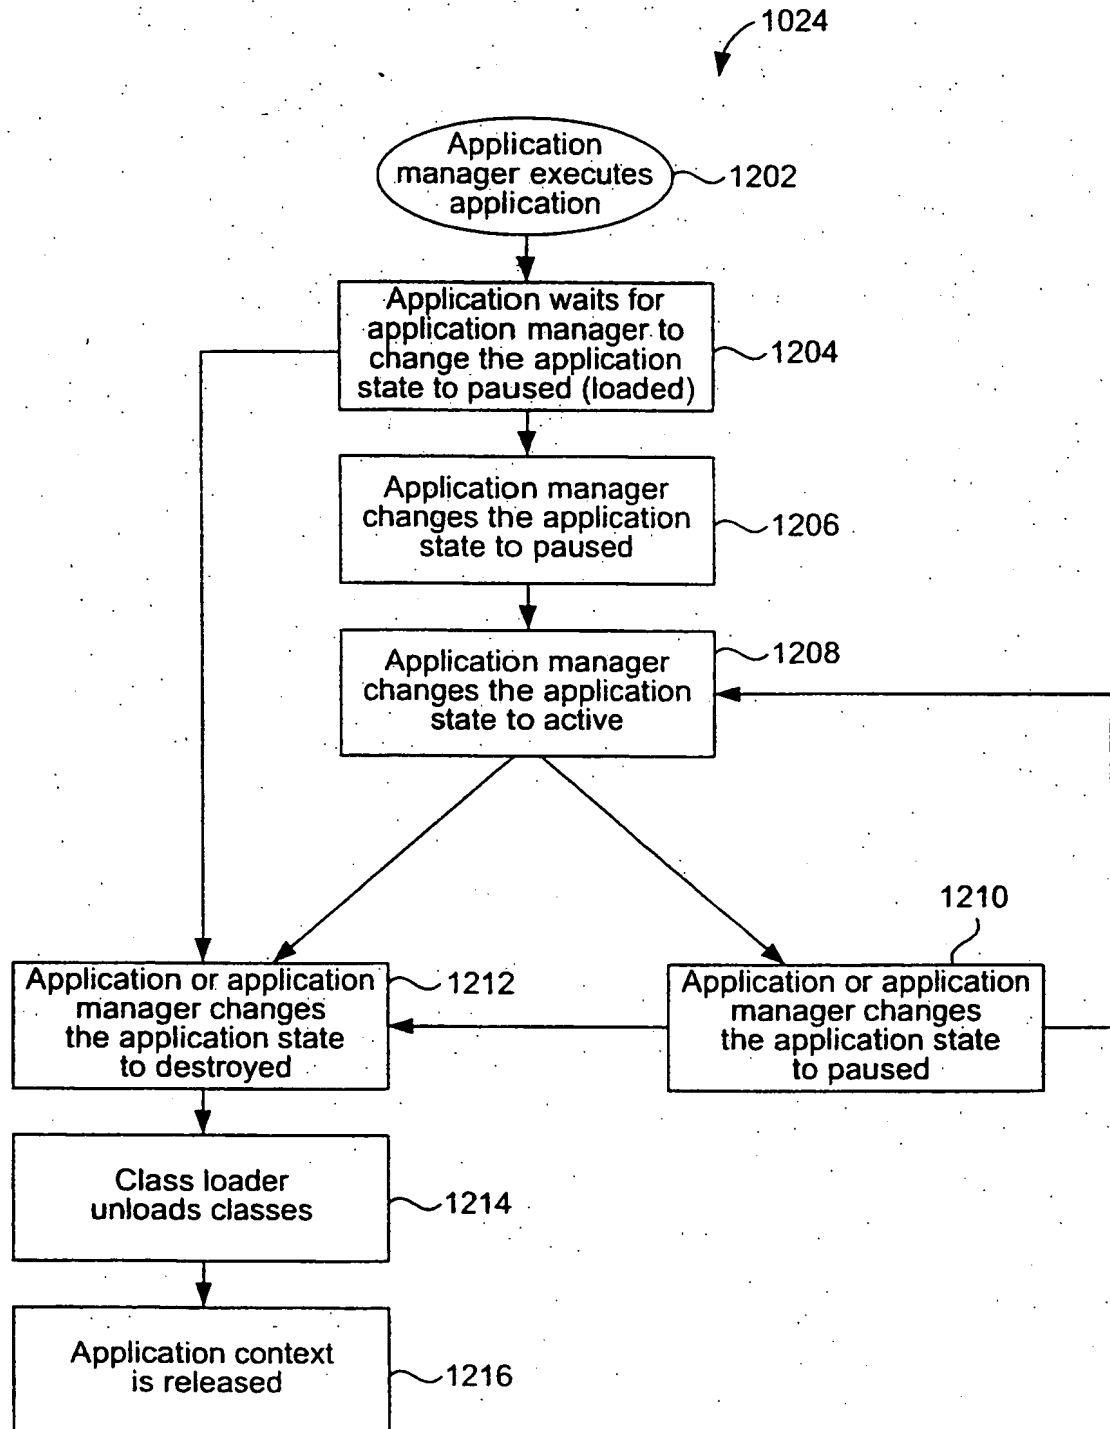 1024
Application
manager executes
application
1202
Application waits for
application manager to
change the application
state to paused (loaded)
1204
Application manager
changes the application
state to paused
1206
Application manager
changes the application
state to active
1208
1210
Application or application
manager changes
the application state
to destroyed
1212
Application or application
manager changes
the application state
to paused
Class loader
unloads classes
1214
Application context
is released
1216